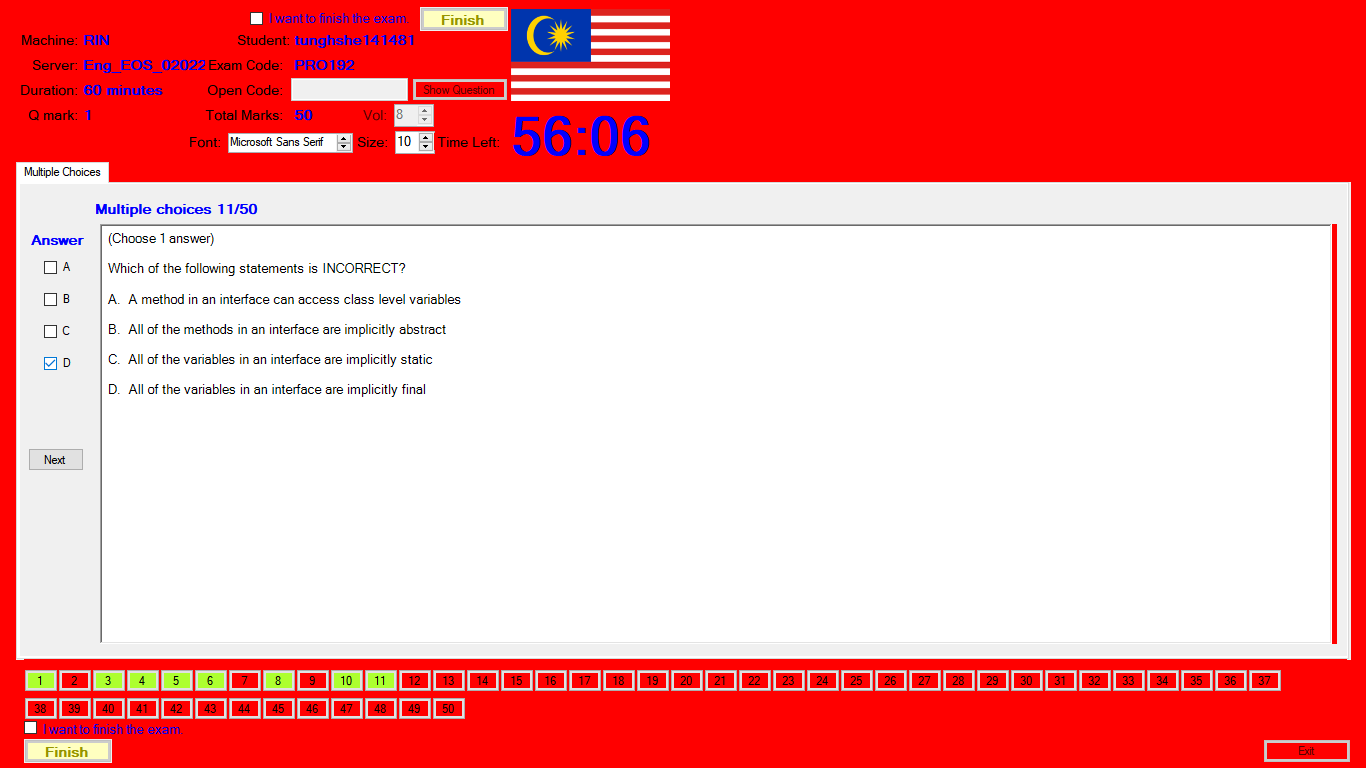 I want to finish the exam.
Finish
Machine: RIN
Student: tunghshe141481
Server: Eng_EOS_02022
Exam Code: PRO192
Duration: 60 minutes
Open Code:
Show Question
Q mark: 1
Total Marks: 50
Vol: 8
Font: Microsoft Sans Serif
Size: 10
Time Left: 56:06
Multiple Choices
Multiple choices 11/50
Answer
A
B
C
D
Next
(Choose 1 answer)
Which of the following statements is INCORRECT?
A. A method in an interface can access class level variables
B. All of the methods in an interface are implicitly abstract
C. All of the variables in an interface are implicitly static
D. All of the variables in an interface are implicitly final
1 2 3 4 5 6 7 8 9 10 11 12 13 14 15 16 17 18 19 20 21 22 23 24 25 26 27 28 29 30 31 32 33 34 35 36 37
38 39 40 41 42 43 44 45 46 47 48 49 50
I want to finish the exam.
Finish
Exit